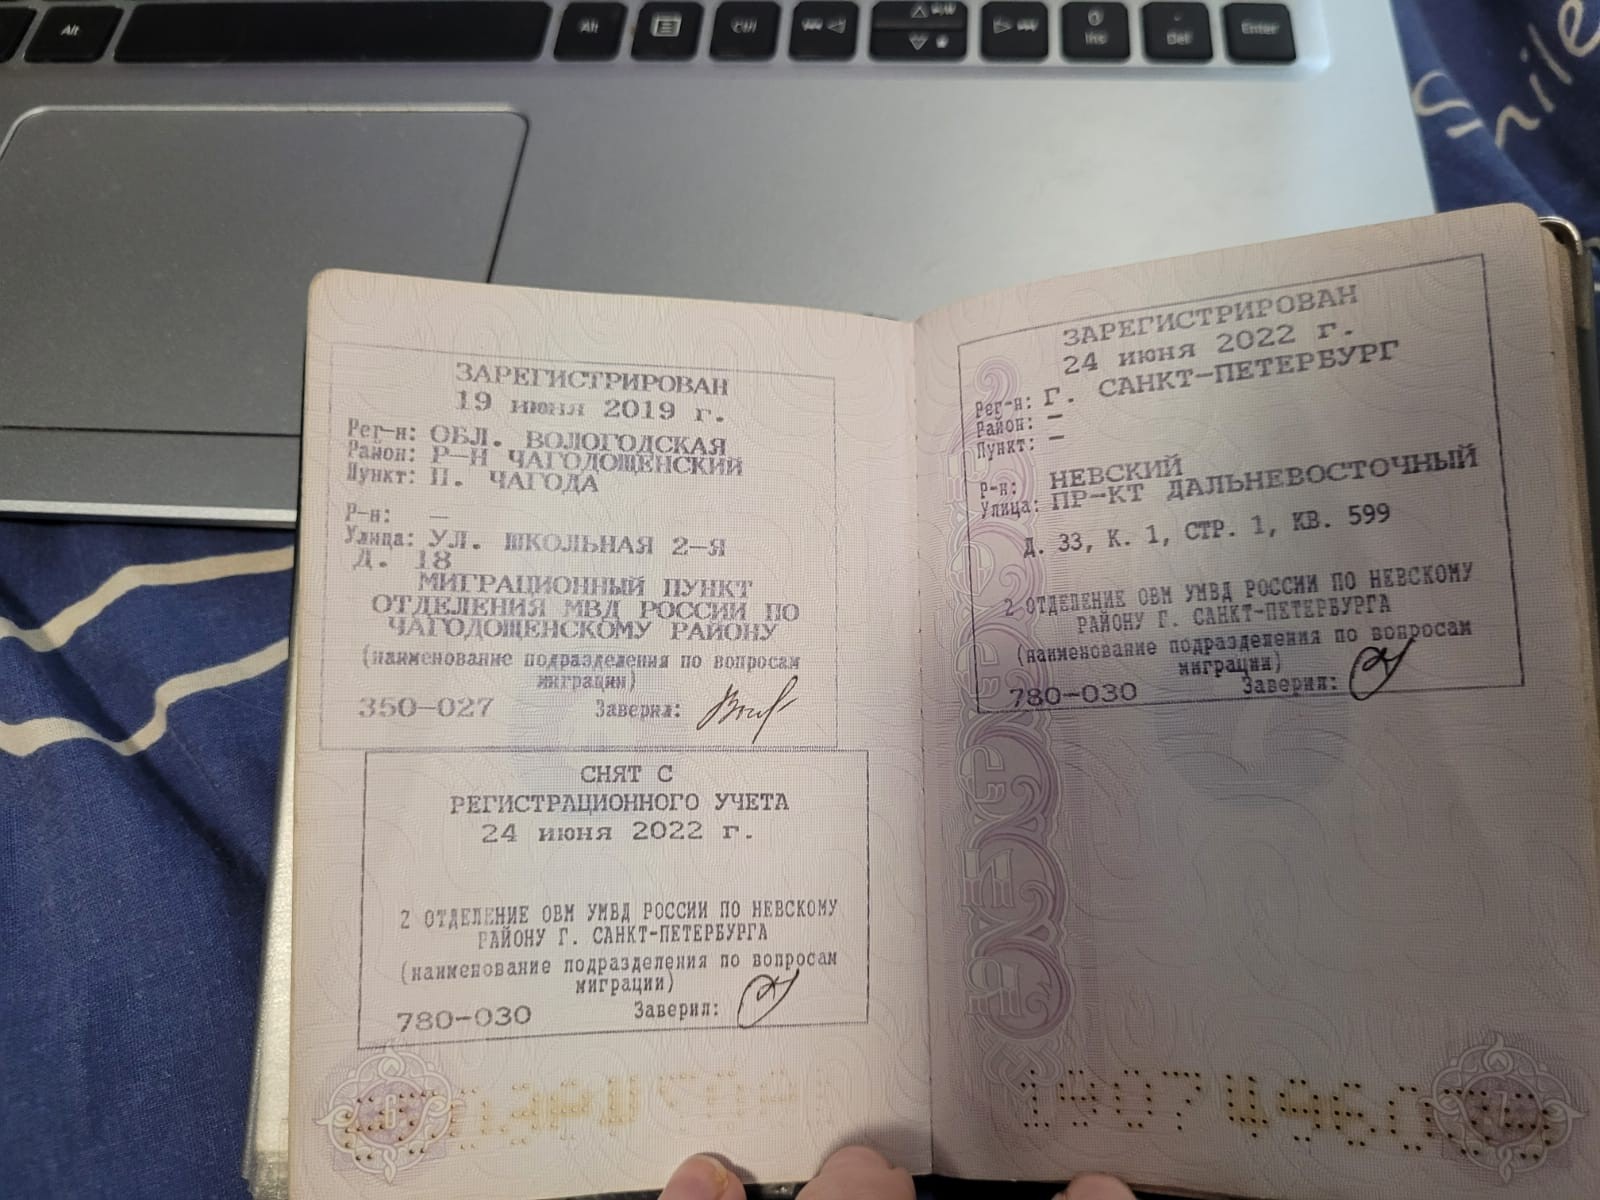 Alt
Alt
Ctrl
Ins
Del
Enter
ЗАРЕГИСТРИРОВАН
19 июня 2019 г.
Рег-н: ОБЛ. ВОЛОГОДСКАЯ
Район: Р-Н ЧАГОДОЩЕНСКИЙ
Пункт: П. ЧАГОДА
Р-н: —
Улица: УЛ. ШКОЛЬНАЯ 2-Я
Д. 18
МИГРАЦИОННЫЙ ПУНКТ
ОТДЕЛЕНИЯ МВД РОССИИ ПО
ЧАГОДОЩЕНСКОМУ РАЙОНУ
(наименование подразделения по вопросам
миграции)
350-027 Заверил:
СНЯТ С
РЕГИСТРАЦИОННОГО УЧЕТА
24 июня 2022 г.
2 ОТДЕЛЕНИЕ ОВМ УМВД РОССИИ ПО НЕВСКОМУ
РАЙОНУ Г. САНКТ-ПЕТЕРБУРГА
(наименование подразделения по вопросам
миграции)
780-030 Заверил:
6
ЗАРЕГИСТРИРОВАН
24 июня 2022 г.
Рег-н: Г. САНКТ-ПЕТЕРБУРГ
Район: —
Пункт: —
Р-н: НЕВСКИЙ
Улица: ПР-КТ ДАЛЬНЕВОСТОЧНЫЙ
Д. 33, К. 1, СТР. 1, КВ. 599
2 ОТДЕЛЕНИЕ ОВМ УМВД РОССИИ ПО НЕВСКОМУ
РАЙОНУ Г. САНКТ-ПЕТЕРБУРГА
(наименование подразделения по вопросам
миграции)
780-030 Заверил:
7